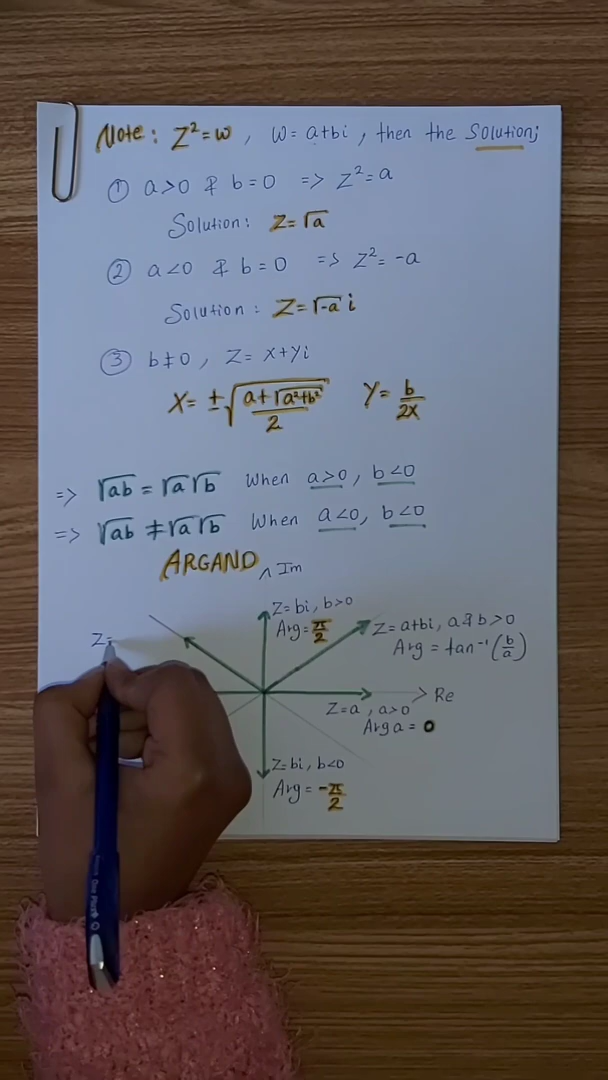 Note: Z²=w, w=a+bi, then the Solution;
① a>0 & b=0 => Z²=a
Solution: Z=√a
② a<0 & b=0 => Z²=-a
Solution: Z=√-a i
③ b≠0, Z=x+yi
X=±√((a+√(a²+b²))/2) Y=b/2x
=> √ab=√a√b When a>0, b<0
=> √ab≠√a√b When a<0, b<0
ARGAND
Im
Z=bi, b>0
Arg=π/2
Z=a+bi, a&b>0
Arg=tan⁻¹(b/a)
Z=
Re
Z=a, a>0
Arg a=0
Z=bi, b<0
Arg=-π/2